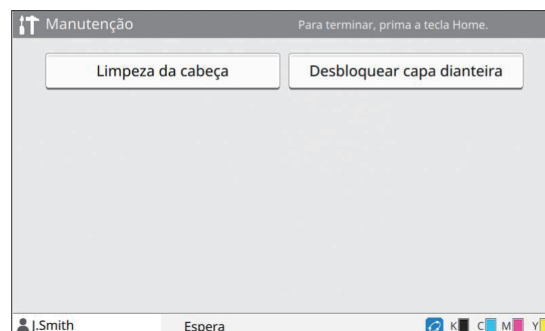 Manutenção
Para terminar, prima a tecla Home.
Limpeza da cabeça
Desbloquear capa dianteira
J.Smith
Espera
K C M Y